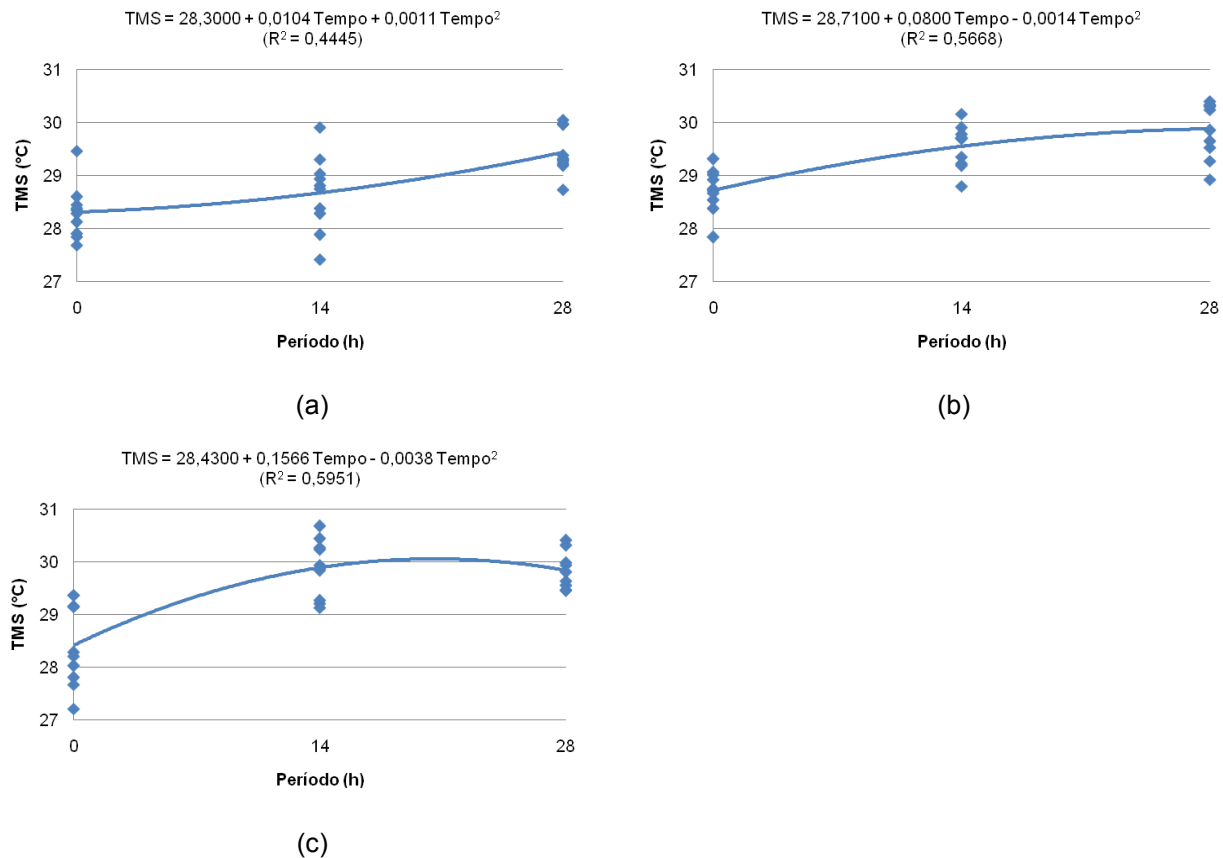 TMS = 28,3000 + 0,0104 Tempo + 0,0011 Tempo²
(R² = 0,4445)
31
30
29
28
27
TMS (ºC)
0
14
28
Período (h)
(a)
TMS = 28,7100 + 0,0800 Tempo - 0,0014 Tempo²
(R² = 0,5668)
31
30
29
28
27
TMS (ºC)
0
14
28
Período (h)
(b)
TMS = 28,4300 + 0,1566 Tempo - 0,0038 Tempo²
(R² = 0,5951)
31
30
29
28
27
TMS (ºC)
0
14
28
Período (h)
(c)